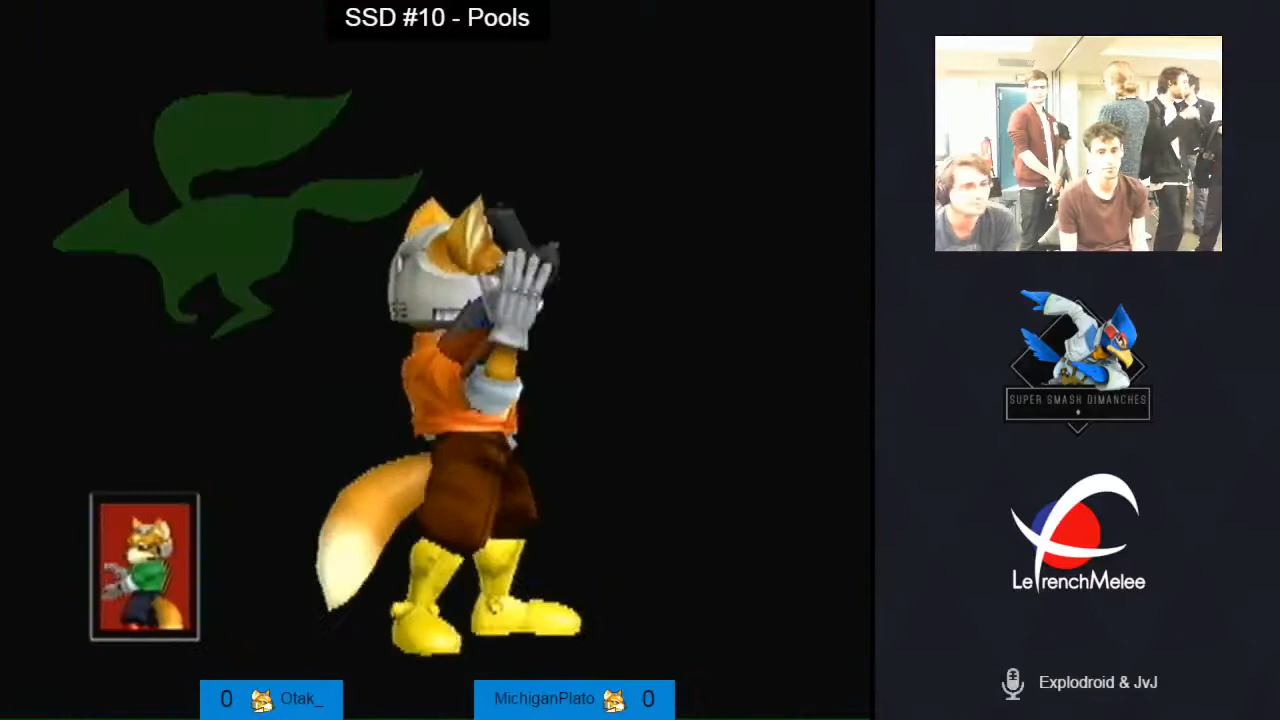 SSD #10 - Pools
SUPER SMASH DIMANCHES
LeFrenchMelee
0 Otak_
MichiganPlato 0
Explodroid & JvJ